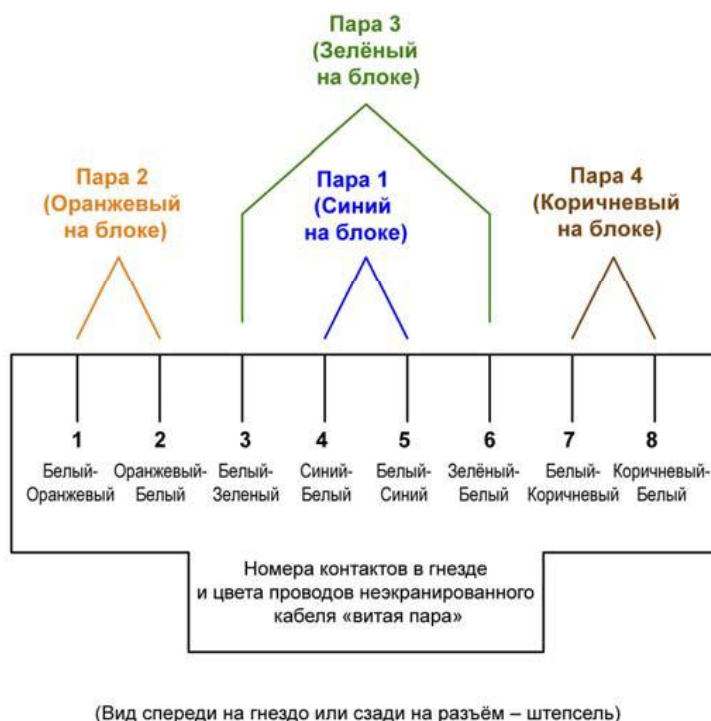 Пара 3
(Зелёный
на блоке)
Пара 2
(Оранжевый
на блоке)
Пара 1
(Синий
на блоке)
Пара 4
(Коричневый
на блоке)
1 2 3 4 5 6 7 8
Белый- Оранжевый- Белый- Синий- Белый- Зелёный- Белый- Коричневый-
Оранжевый Белый Зеленый Белый Синий Белый Коричневый Белый
Номера контактов в гнезде
и цвета проводов неэкранированного
кабеля «витая пара»
(Вид спереди на гнездо или сзади на разъём – штепсель)